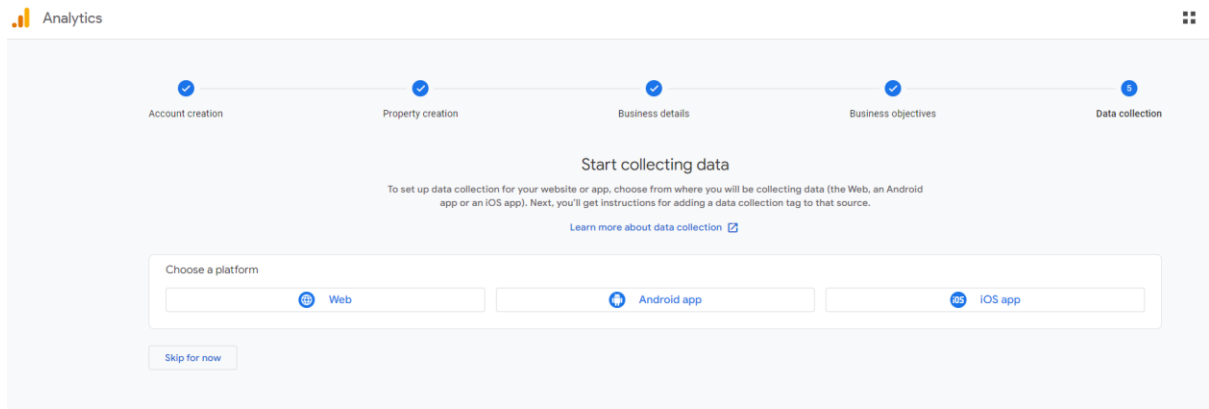 Analytics
5
Account creation
Property creation
Business details
Business objectives
Data collection
Start collecting data
To set up data collection for your website or app, choose from where you will be collecting data (the Web, an Android
app or an iOS app). Next, you'll get instructions for adding a data collection tag to that source.
Learn more about data collection
Choose a platform
Web
Android app
iOS iOS app
Skip for now